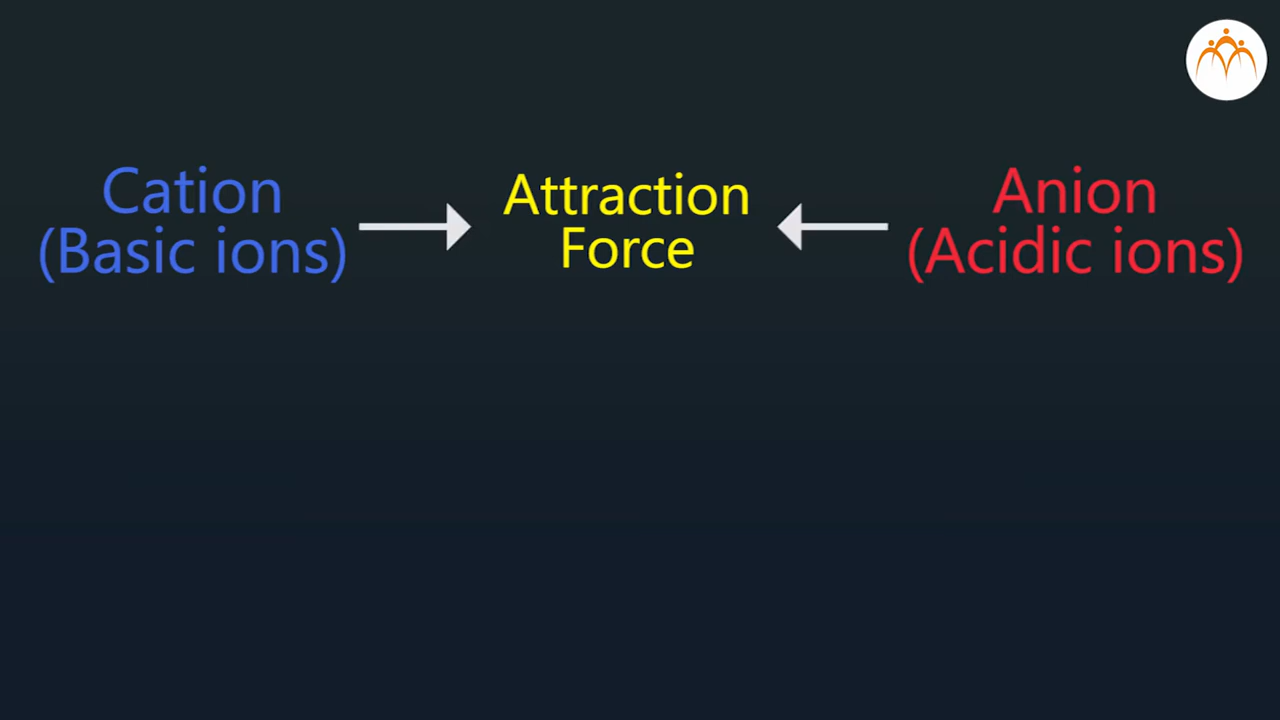 Cation
(Basic ions)
Attraction
Force
Anion
(Acidic ions)